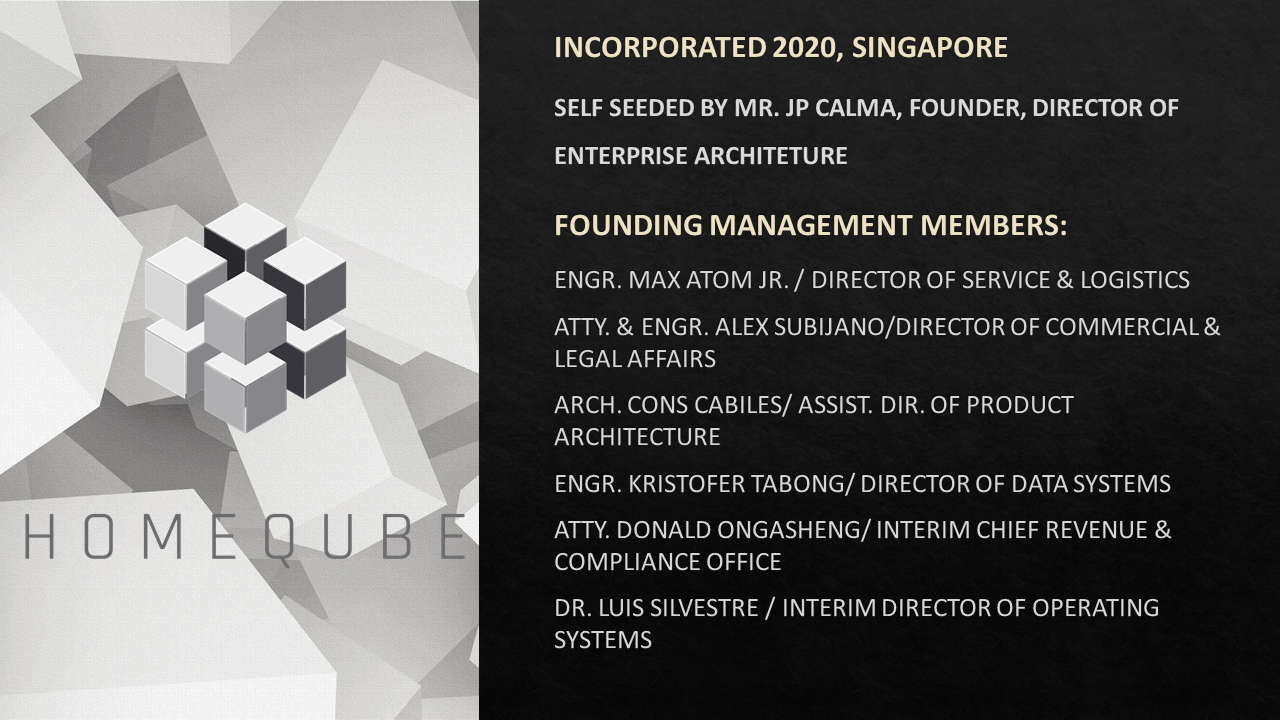 HOMEQUBE
INCORPORATED 2020, SINGAPORE
SELF SEEDED BY MR. JP CALMA, FOUNDER, DIRECTOR OF
ENTERPRISE ARCHITETURE
FOUNDING MANAGEMENT MEMBERS:
ENGR. MAX ATOM JR. / DIRECTOR OF SERVICE & LOGISTICS
ATTY. & ENGR. ALEX SUBIJANO/DIRECTOR OF COMMERCIAL &
LEGAL AFFAIRS
ARCH. CONS CABILES/ ASSIST. DIR. OF PRODUCT
ARCHITECTURE
ENGR. KRISTOFER TABONG/ DIRECTOR OF DATA SYSTEMS
ATTY. DONALD ONGASHENG/ INTERIM CHIEF REVENUE &
COMPLIANCE OFFICE
DR. LUIS SILVESTRE / INTERIM DIRECTOR OF OPERATING
SYSTEMS